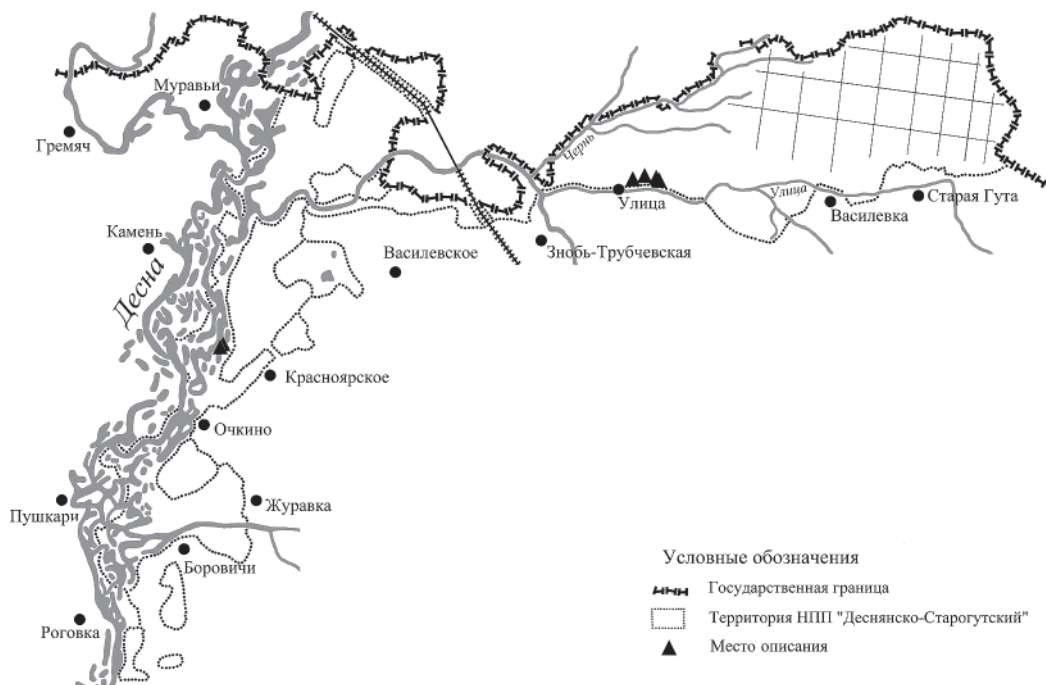 Муравьи
Гремяч
Чернь
Улица
Улица
Старая Гута
Василевка
Камень
Василевское
Знобь-Трубчевская
Десна
Красноярское
Очкино
Пушкари
Журавка
Боровичи
Роговка
Условные обозначения
Государственная граница
Территория НПП "Деснянско-Старогутский"
Место описания